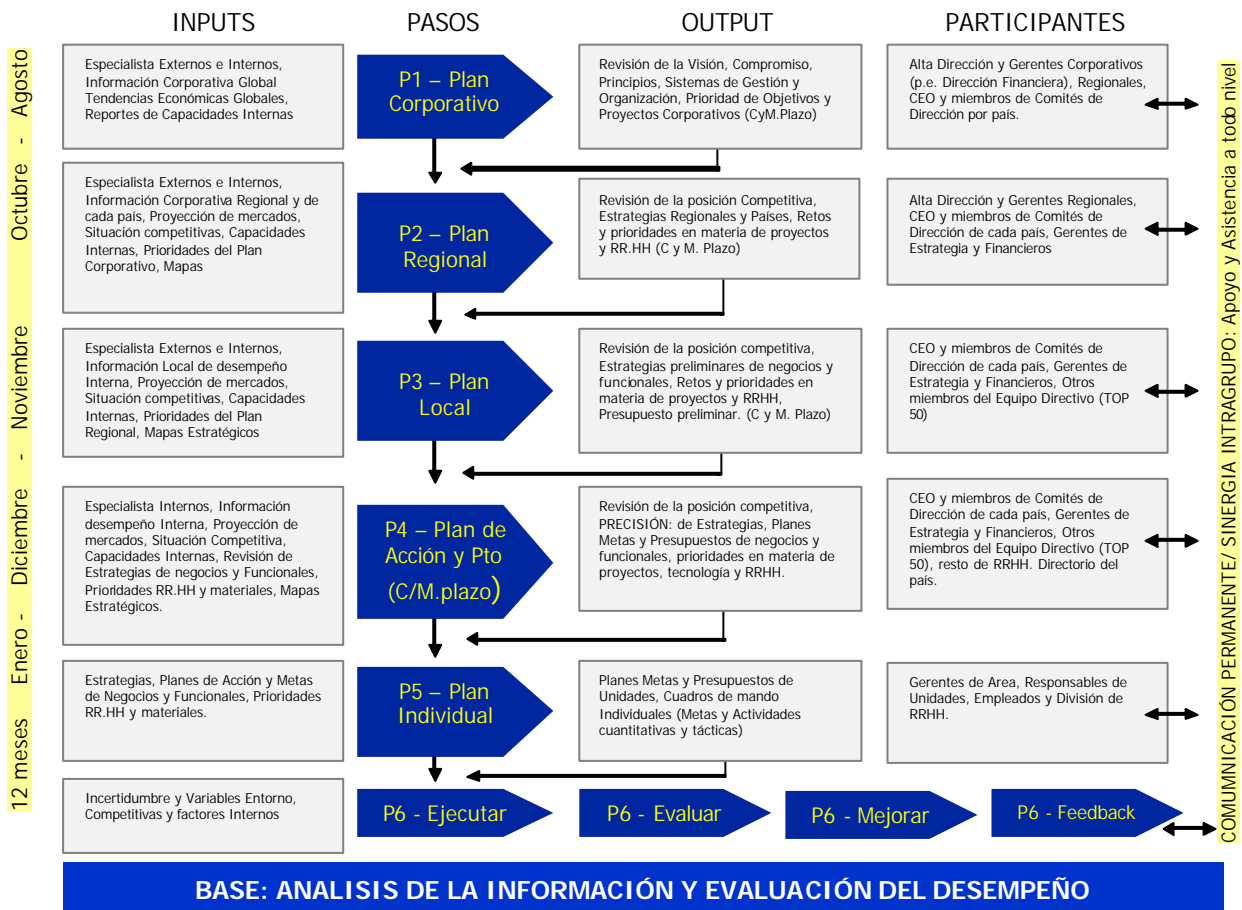 INPUTS
PASOS
OUTPUT
PARTICIPANTES
12 meses Enero - Diciembre - Noviembre Octubre - Agosto
Especialista Externos e Internos,
Información Corporativa Global
Tendencias Económicas Globales,
Reportes de Capacidades Internas
P1 – Plan
Corporativo
Revisión de la Visión, Compromiso,
Principios, Sistemas de Gestión y
Organización, Prioridad de Objetivos y
Proyectos Corporativos (CyM.Plazo)
Alta Dirección y Gerentes Corporativos
(p.e. Dirección Financiera), Regionales,
CEO y miembros de Comités de
Dirección por país.
Especialista Externos e Internos,
Información Corporativa Regional y de
cada país, Proyección de mercados,
Situación competitivas, Capacidades
Internas, Prioridades del Plan
Corporativo, Mapas
P2 – Plan
Regional
Revisión de la posición Competitiva,
Estrategias Regionales y Países, Retos
y prioridades en materia de proyectos
y RR.HH (C y M. Plazo)
Alta Dirección y Gerentes Regionales,
CEO y miembros de Comités de
Dirección de cada país, Gerentes de
Estrategia y Financieros
Especialista Externos e Internos,
Información Local de desempeño
Interna, Proyección de mercados,
Situación competitivas, Capacidades
Internas, Prioridades del Plan
Regional, Mapas Estratégicos
P3 – Plan
Local
Revisión de la posición competitiva,
Estrategias preliminares de negocios y
funcionales, Retos y prioridades en
materia de proyectos y RRHH,
Presupuesto preliminar. (C y M. Plazo)
CEO y miembros de Comités de
Dirección de cada país, Gerentes de
Estrategia y Financieros, Otros
miembros del Equipo Directivo (TOP
50)
Especialista Internos, Información
desempeño Interna, Proyección de
mercados, Situación Competitiva,
Capacidades Internas, Revisión de
Estrategias de negocios y Funcionales,
Prioridades RR.HH y materiales, Mapas
Estratégicos.
P4 – Plan de
Acción y Pto
(C/M.plazo)
Revisión de la posición competitiva,
PRECISIÓN: de Estrategias, Planes
Metas y Presupuestos de negocios y
funcionales, prioridades en materia de
proyectos, tecnología y RRHH.
CEO y miembros de Comités de
Dirección de cada país, Gerentes de
Estrategia y Financieros, Otros
miembros del Equipo Directivo (TOP
50), resto de RRHH. Directorio del
país.
Estrategias, Planes de Acción y Metas
de Negocios y Funcionales, Prioridades
RR.HH y materiales.
P5 – Plan
Individual
Planes Metas y Presupuestos de
Unidades, Cuadros de mando
Individuales (Metas y Actividades
cuantitativas y tácticas)
Gerentes de Area, Responsables de
Unidades, Empleados y División de
RRHH.
Incertidumbre y Variables Entorno,
Competitivas y factores Internos
P6 - Ejecutar
P6 - Evaluar
P6 - Mejorar
P6 - Feedback
COMUMNICACIÓN PERMANENTE/ SINERGIA INTRAGRUPO: Apoyo y Asistencia a todo nivel
BASE: ANALISIS DE LA INFORMACIÓN Y EVALUACIÓN DEL DESEMPEÑO